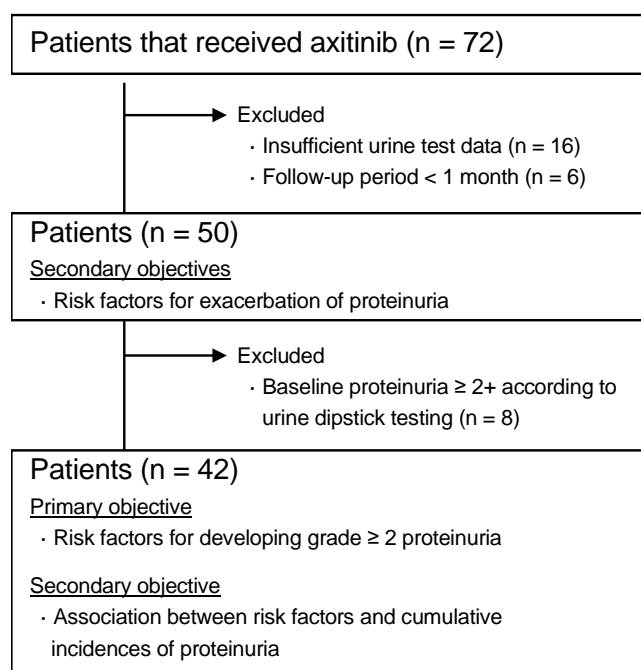 Patients that received axitinib (n = 72)
Excluded
· Insufficient urine test data (n = 16)
· Follow-up period < 1 month (n = 6)
Patients (n = 50)
Secondary objectives
· Risk factors for exacerbation of proteinuria
Excluded
· Baseline proteinuria ≥ 2+ according to
urine dipstick testing (n = 8)
Patients (n = 42)
Primary objective
· Risk factors for developing grade ≥ 2 proteinuria
Secondary objective
· Association between risk factors and cumulative
incidences of proteinuria